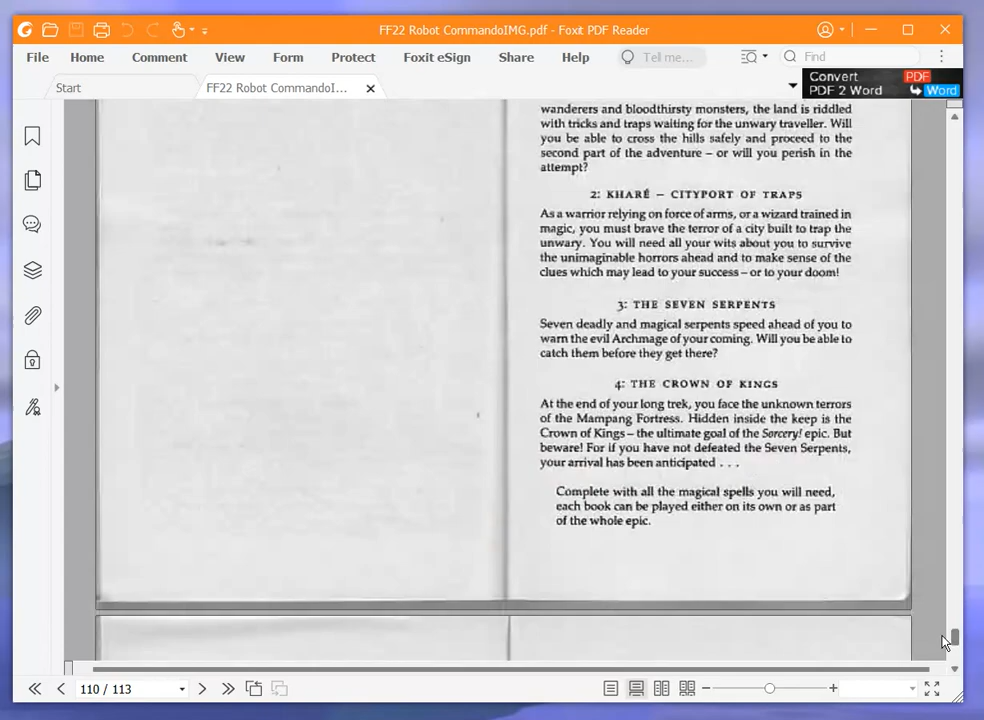 FF22 Robot CommandoIMG.pdf - Foxit PDF Reader
File Home Comment View Form Protect Foxit eSign Share Help Tell me... Find
Start FF22 Robot CommandoI... Convert PDF 2 Word PDF Word
wanderers and bloodthirsty monsters, the land is riddled
with tricks and traps waiting for the unwary traveller. Will
you be able to cross the hills safely and proceed to the
second part of the adventure – or will you perish in the
attempt?
2: KHARÉ – CITYPORT OF TRAPS
As a warrior relying on force of arms, or a wizard trained in
magic, you must brave the terror of a city built to trap the
unwary. You will need all your wits about you to survive
the unimaginable horrors ahead and to make sense of the
clues which may lead to your success – or to your doom!
3: THE SEVEN SERPENTS
Seven deadly and magical serpents speed ahead of you to
warn the evil Archmage of your coming. Will you be able to
catch them before they get there?
4: THE CROWN OF KINGS
At the end of your long trek, you face the unknown terrors
of the Mampang Fortress. Hidden inside the keep is the
Crown of Kings – the ultimate goal of the Sorcery! epic. But
beware! For if you have not defeated the Seven Serpents,
your arrival has been anticipated . . .
Complete with all the magical spells you will need,
each book can be played either on its own or as part
of the whole epic.
110 / 113